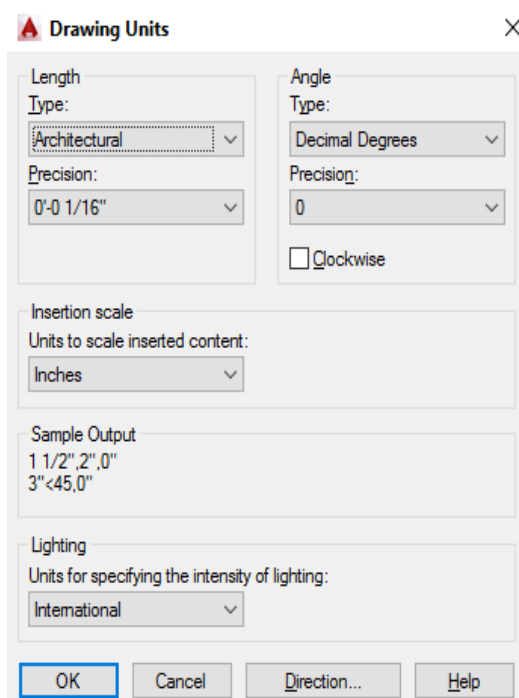 Drawing Units
Length
Type:
Architectural
Precision:
0'-0 1/16"
Angle
Type:
Decimal Degrees
Precision:
0
Clockwise
Insertion scale
Units to scale inserted content:
Inches
Sample Output
1 1/2",2",0"
3"<45,0"
Lighting
Units for specifying the intensity of lighting:
International
OK
Cancel
Direction...
Help